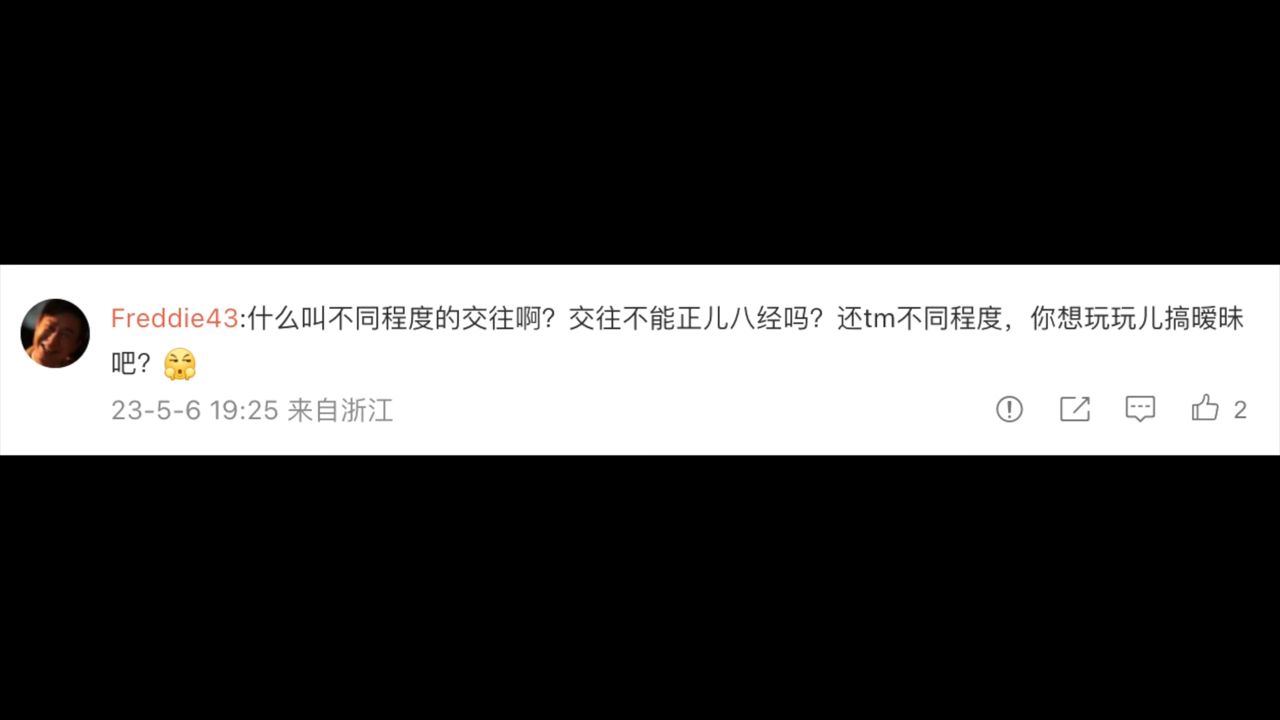 Freddie43:什么叫不同程度的交往啊？交往不能正儿八经吗？还tm不同程度，你想玩玩儿搞暧昧
吧？
23-5-6 19:25 来自浙江
2